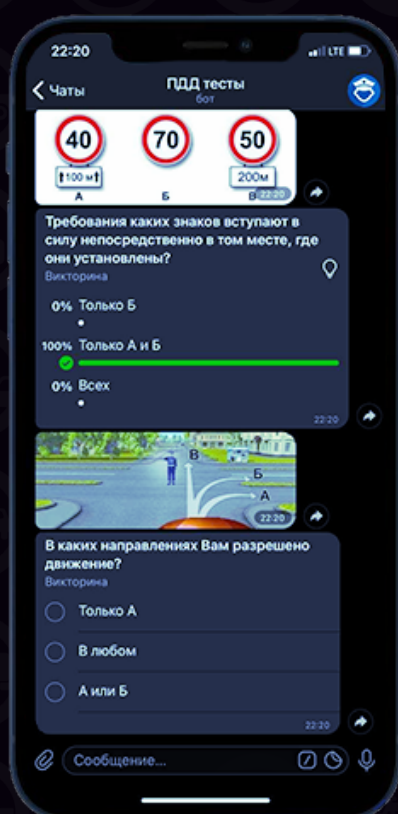 22:20
LTE
Чаты
ПДД тесты
бот
40 70 50
100 м 200м
А Б В 22:20
Требования каких знаков вступают в
силу непосредственно в том месте, где
они установлены?
Викторина
0% Только Б
100% Только А и Б
0% Всех
22:20
В
Б
А
22:20
В каких направлениях Вам разрешено
движение?
Викторина
Только А
В любом
А или Б
22:20
Сообщение...